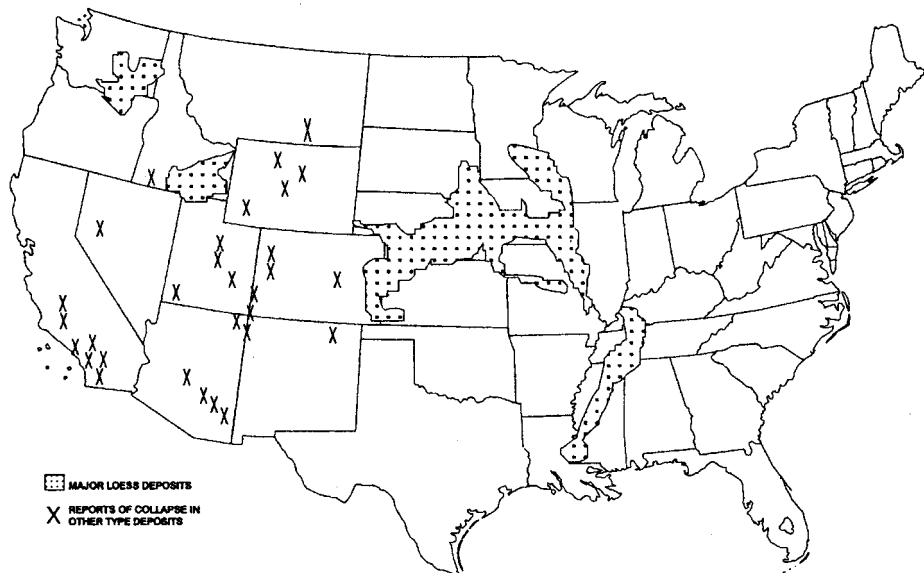 MAJOR LOESS DEPOSITS
X REPORTS OF COLLAPSE IN
OTHER TYPE DEPOSITS